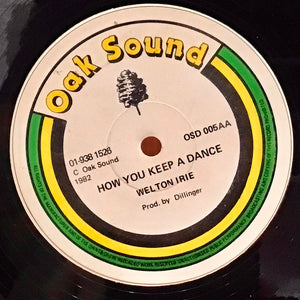 Oak Sound
01-938 1526
C Oak Sound
1982
OSD 005AA
HOW YOU KEEP A DANCE
WELTON IRIE
Prod. by Dillinger